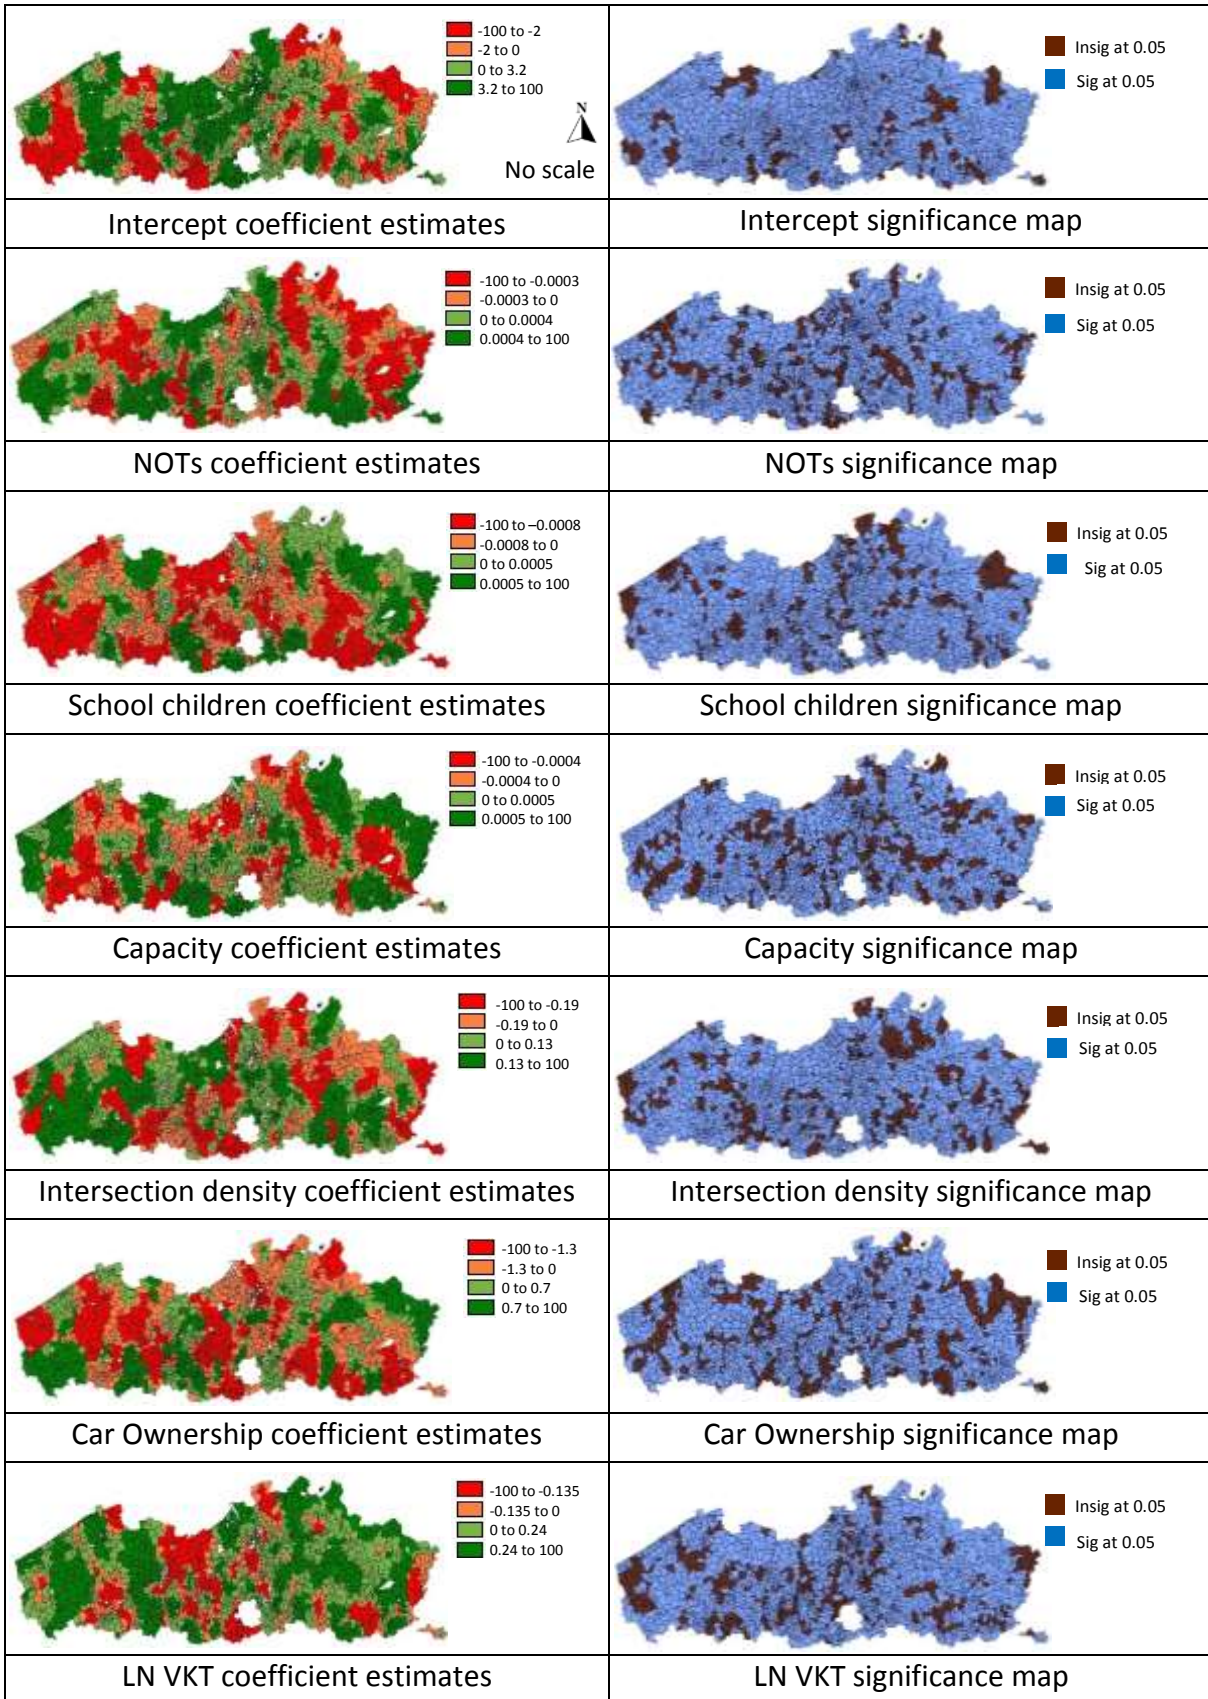 -100 to -2
-2 to 0
0 to 3.2
3.2 to 100
N
No scale
Insig at 0.05
Sig at 0.05
Intercept coefficient estimates
Intercept significance map
-100 to -0.0003
-0.0003 to 0
0 to 0.0004
0.0004 to 100
Insig at 0.05
Sig at 0.05
NOTs coefficient estimates
NOTs significance map
-100 to –0.0008
-0.0008 to 0
0 to 0.0005
0.0005 to 100
Insig at 0.05
Sig at 0.05
School children coefficient estimates
School children significance map
-100 to -0.0004
-0.0004 to 0
0 to 0.0005
0.0005 to 100
Insig at 0.05
Sig at 0.05
Capacity coefficient estimates
Capacity significance map
-100 to -0.19
-0.19 to 0
0 to 0.13
0.13 to 100
Insig at 0.05
Sig at 0.05
Intersection density coefficient estimates
Intersection density significance map
-100 to -1.3
-1.3 to 0
0 to 0.7
0.7 to 100
Insig at 0.05
Sig at 0.05
Car Ownership coefficient estimates
Car Ownership significance map
-100 to -0.135
-0.135 to 0
0 to 0.24
0.24 to 100
Insig at 0.05
Sig at 0.05
LN VKT coefficient estimates
LN VKT significance map